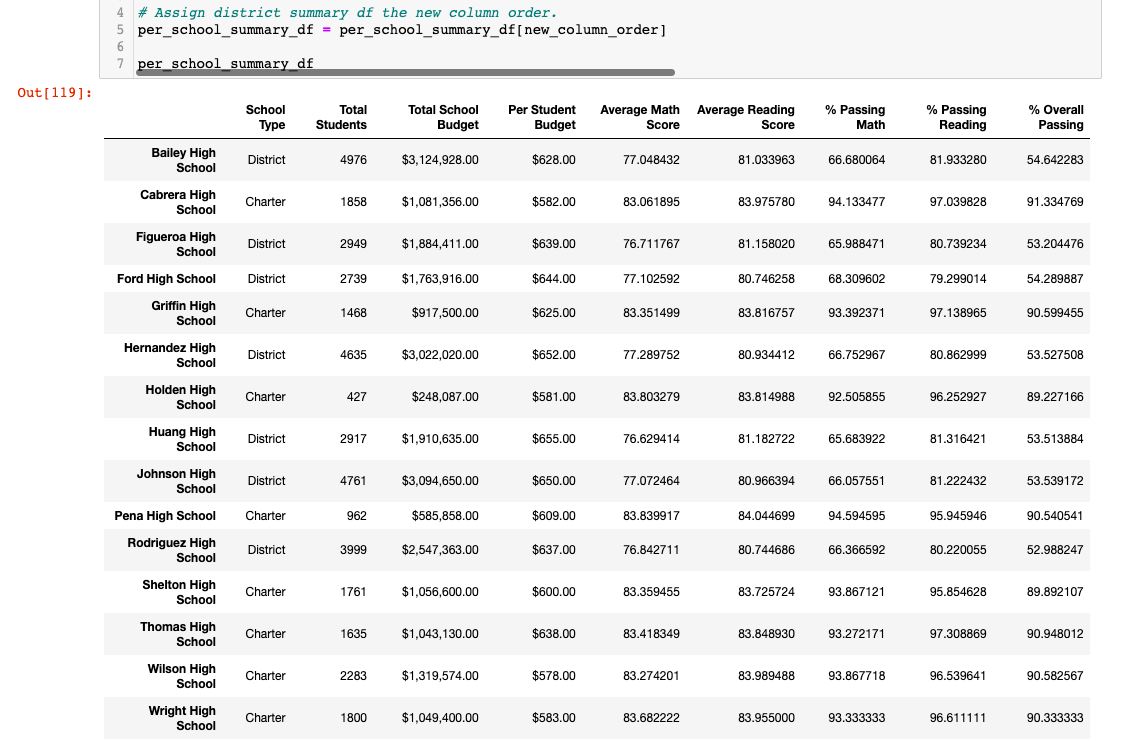 4 # Assign district summary df the new column order.
5 per_school_summary_df = per_school_summary_df[new_column_order]
6
7 per_school_summary_df
Out[119]:
School Type Total Students Total School Budget Per Student Budget Average Math Score Average Reading Score % Passing Math % Passing Reading % Overall Passing
Bailey High School District 4976 $3,124,928.00 $628.00 77.048432 81.033963 66.680064 81.933280 54.642283
Cabrera High School Charter 1858 $1,081,356.00 $582.00 83.061895 83.975780 94.133477 97.039828 91.334769
Figueroa High School District 2949 $1,884,411.00 $639.00 76.711767 81.158020 65.988471 80.739234 53.204476
Ford High School District 2739 $1,763,916.00 $644.00 77.102592 80.746258 68.309602 79.299014 54.289887
Griffin High School Charter 1468 $917,500.00 $625.00 83.351499 83.816757 93.392371 97.138965 90.599455
Hernandez High School District 4635 $3,022,020.00 $652.00 77.289752 80.934412 66.752967 80.862999 53.527508
Holden High School Charter 427 $248,087.00 $581.00 83.803279 83.814988 92.505855 96.252927 89.227166
Huang High School District 2917 $1,910,635.00 $655.00 76.629414 81.182722 65.683922 81.316421 53.513884
Johnson High School District 4761 $3,094,650.00 $650.00 77.072464 80.966394 66.057551 81.222432 53.539172
Pena High School Charter 962 $585,858.00 $609.00 83.839917 84.044699 94.594595 95.945946 90.540541
Rodriguez High School District 3999 $2,547,363.00 $637.00 76.842711 80.744686 66.366592 80.220055 52.988247
Shelton High School Charter 1761 $1,056,600.00 $600.00 83.359455 83.725724 93.867121 95.854628 89.892107
Thomas High School Charter 1635 $1,043,130.00 $638.00 83.418349 83.848930 93.272171 97.308869 90.948012
Wilson High School Charter 2283 $1,319,574.00 $578.00 83.274201 83.989488 93.867718 96.539641 90.582567
Wright High School Charter 1800 $1,049,400.00 $583.00 83.682222 83.955000 93.333333 96.611111 90.333333